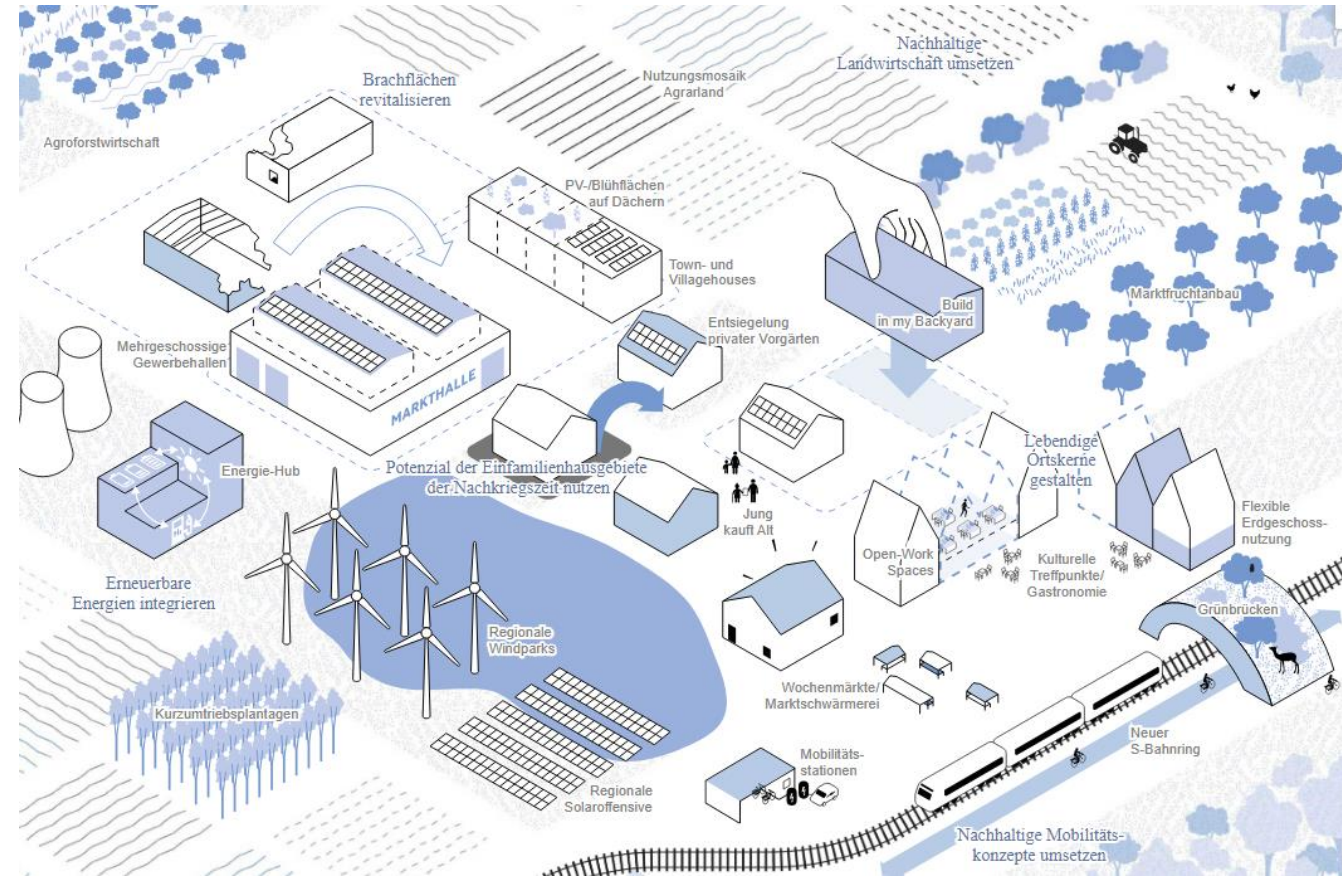 Nachhaltige
Landwirtschaft umsetzen
Brachflächen
revitalisieren
Nutzungsmosaik
Agrarland
Agroforstwirtschaft
PV-/Blühflächen
auf Dächern
Town- und
Villagehouses
Build
in my Backyard
Marktfruchtanbau
Entsiegelung
privater Vorgärten
Mehrgeschossige
Gewerbehallen
MARKTHALLE
Energie-Hub
Potenzial der Einfamilienhausgebiete
der Nachkriegszeit nutzen
Lebendige
Ortskerne
gestalten
Jung
kauft Alt
Open-Work
Spaces
Kulturelle
Treffpunkte/
Gastronomie
Flexible
Erdgeschoss-
nutzung
Erneuerbare
Energien integrieren
Grünbrücken
Regionale
Windparks
Wochenmärkte/
Marktschwärmerei
Kurzumtriebsplantagen
Neuer
S-Bahnring
Mobilitäts-
stationen
Regionale
Solaroffensive
Nachhaltige Mobilitäts-
konzepte umsetzen